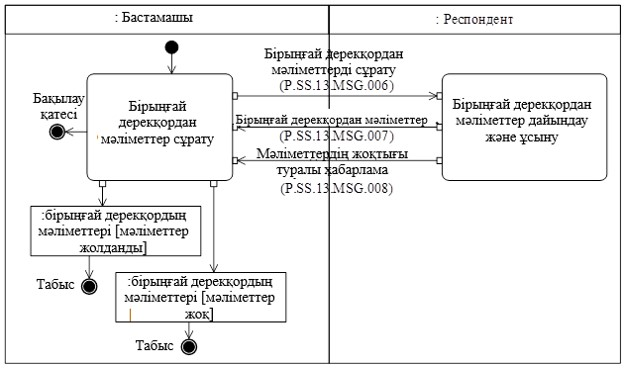 : Бастамашы
: Респондент
Бірыңғай дерекқордан
мәліметтерді сұрату
(P.SS.13.MSG.006)
Бақылау
қатесі
Бірыңғай
дерекқордан
мәліметтер сұрату
Бірыңғай дерекқордан
мәліметтер дайындау
және ұсыну
Бірыңғай дерекқордан мәліметтер
(P.SS.13.MSG.007)
Мәліметтердің жоқтығы
туралы хабарлама
(P.SS.13.MSG.008)
:бірыңғай дерекқордың
мәліметтері [мәліметтер
жолданды]
Табыс
:бірыңғай дерекқордың
мәліметтері [мәліметтер
жоқ]
Табыс